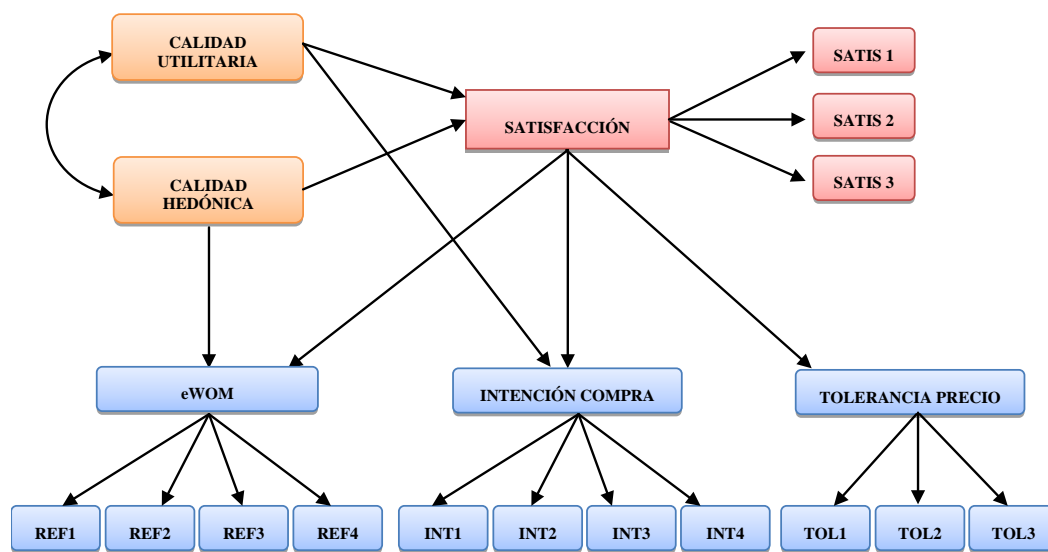 CALIDAD
UTILITARIA
SATIS 1
SATISFACCIÓN
SATIS 2
CALIDAD
HEDÓNICA
SATIS 3
eWOM
INTENCIÓN COMPRA
TOLERANCIA PRECIO
REF1
REF2
REF3
REF4
INT1
INT2
INT3
INT4
TOL1
TOL2
TOL3